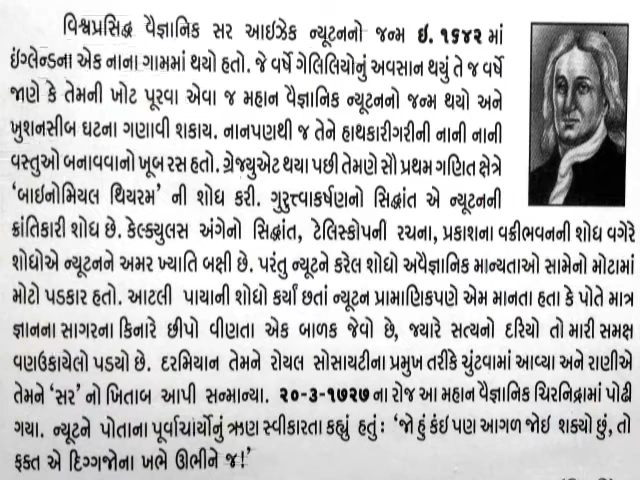 વિશ્વપ્રસિદ્ધ વૈજ્ઞાનિક સર આઈઝેક ન્યૂટનનો જન્મ ઇ. ૧૬૪૨ માં
ઇંગ્લેન્ડના એક નાના ગામમાં થયો હતો. જે વર્ષે ગેલિલિયોનું અવસાન થયું તે જ વર્ષે
જાણે કે તેમની ખોટ પૂરવા એવા જ મહાન વૈજ્ઞાનિક ન્યૂટનનો જન્મ થયો અને
ખુશનસીબ ઘટના ગણાવી શકાય. નાનપણથી જ તેને હાથકારીગરીની નાની નાની
વસ્તુઓ બનાવવાનો ખૂબ રસ હતો. ગ્રેજ્યુએટ થયા પછી તેમણે સૌ પ્રથમ ગણિત ક્ષેત્રે
‘બાઇનોમિયલ થિયરમ’ ની શોધ કરી. ગુરુત્ત્વાકર્ષણનો સિદ્ધાંત એ ન્યૂટનની
ક્રાંતિકારી શોધ છે. કેલ્ક્યુલસ અંગેનો સિદ્ધાંત, ટેલિસ્કોપની રચના, પ્રકાશના વક્રીભવનની શોધ વગેરે
શોધોએ ન્યૂટનને અમર ખ્યાતિ બક્ષી છે. પરંતુ ન્યૂટને કરેલ શોધો અવૈજ્ઞાનિક માન્યતાઓ સામેનો મોટામાં
મોટો પડકાર હતો. આટલી પાયાની શોધો કર્યાં છતાં ન્યૂટન પ્રામાણિકપણે એમ માનતા હતા કે પોતે માત્ર
જ્ઞાનના સાગરના કિનારે છીપો વીણતા એક બાળક જેવો છે, જ્યારે સત્યનો દરિયો તો મારી સમક્ષ
વણઉકાયેલો પડયો છે. દરમિયાન તેમને રોયલ સોસાયટીના પ્રમુખ તરીકે ચુંટવામાં આવ્યા અને રાણીએ
તેમને ‘સર’ નો ખિતાબ આપી સન્માન્યા. ૨૦-૩-૧૭૨૭ના રોજ આ મહાન વૈજ્ઞાનિક ચિરનિદ્રામાં પોઢી
ગયા. ન્યૂટને પોતાના પૂર્વાચાર્યોનું ઋણ સ્વીકારતા કહ્યું હતું : ‘જો હું કંઈ પણ આગળ જોઇ શક્યો છું, તો
ફક્ત એ દિગ્ગજોના ખભે ઊભીને જ!’